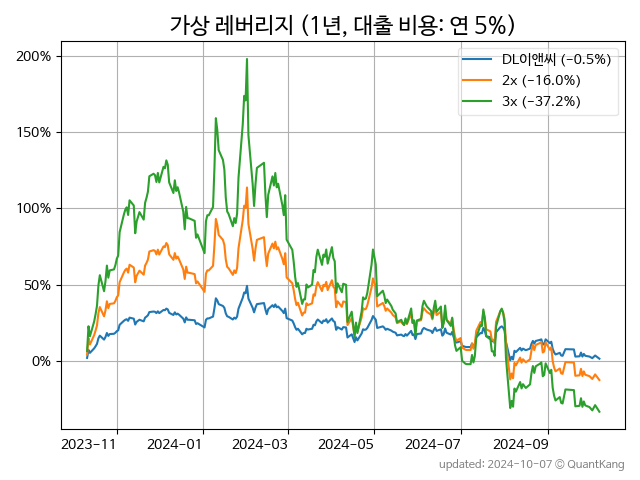 가상 레버리지 (1년, 대출 비용: 연 5%)
200%
150%
100%
50%
0%
DL이앤씨 (-0.5%)
2x (-16.0%)
3x (-37.2%)
2023-11
2024-01
2024-03
2024-05
2024-07
2024-09
updated: 2024-10-07 © QuantKang